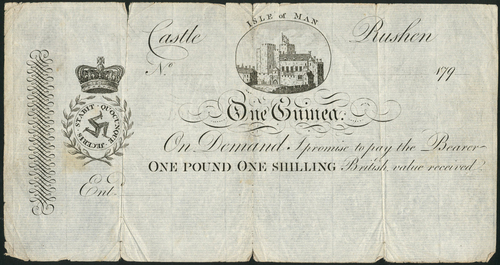 ISLE of MAN
Castle Rushen
No
179
One Guinea.
STABIT QUOCUNQUE JECERIS
On Demand I promise to pay the Bearer
ONE POUND ONE SHILLING British, value received
Ent.